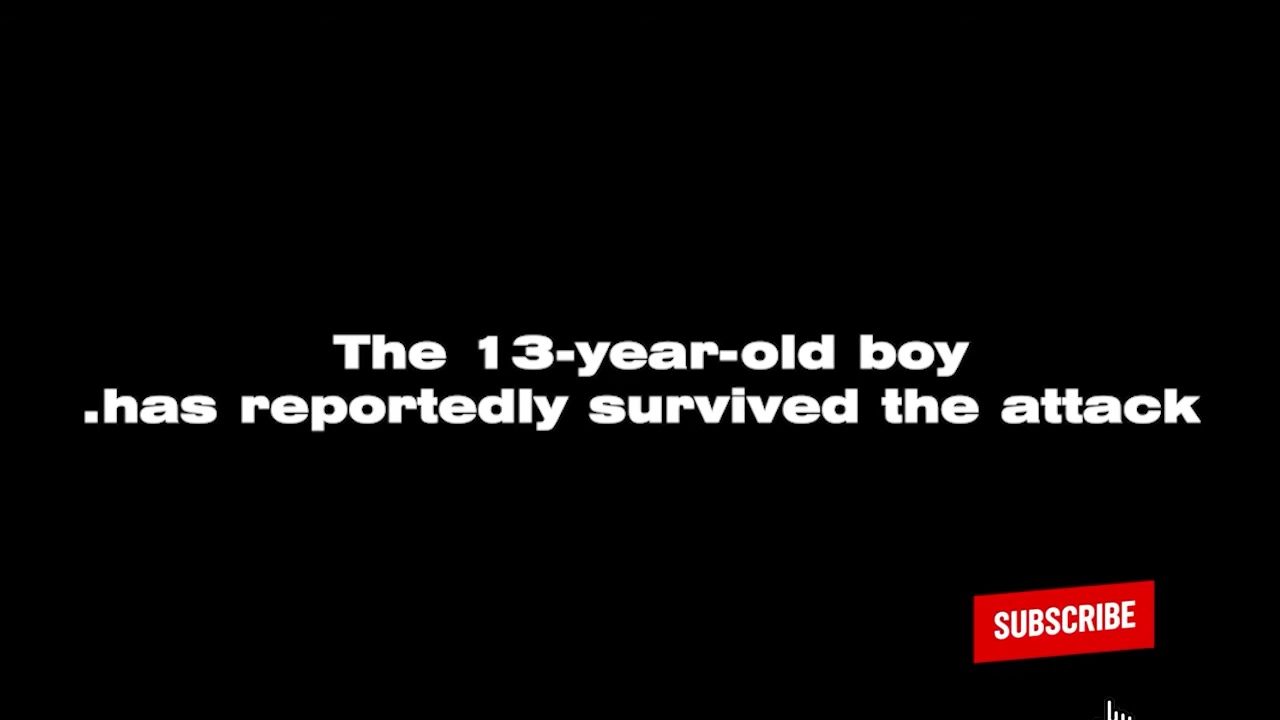 The 13-year-old boy
.has reportedly survived the attack
SUBSCRIBE